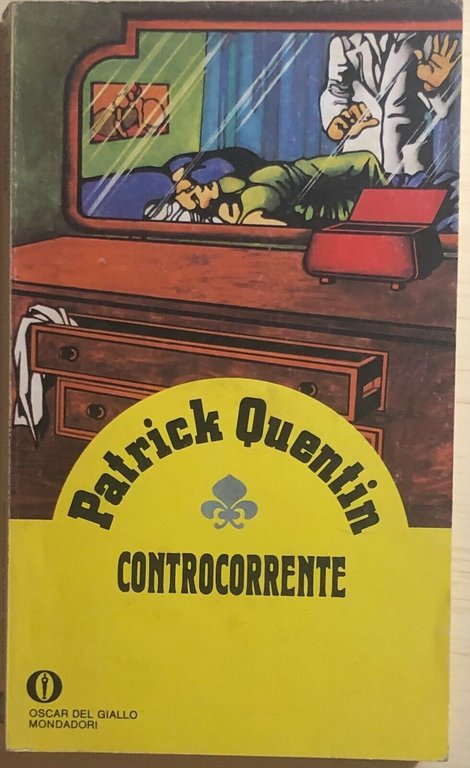 Patrick Quentin
CONTROCORRENTE
OSCAR DEL GIALLO
MONDADORI